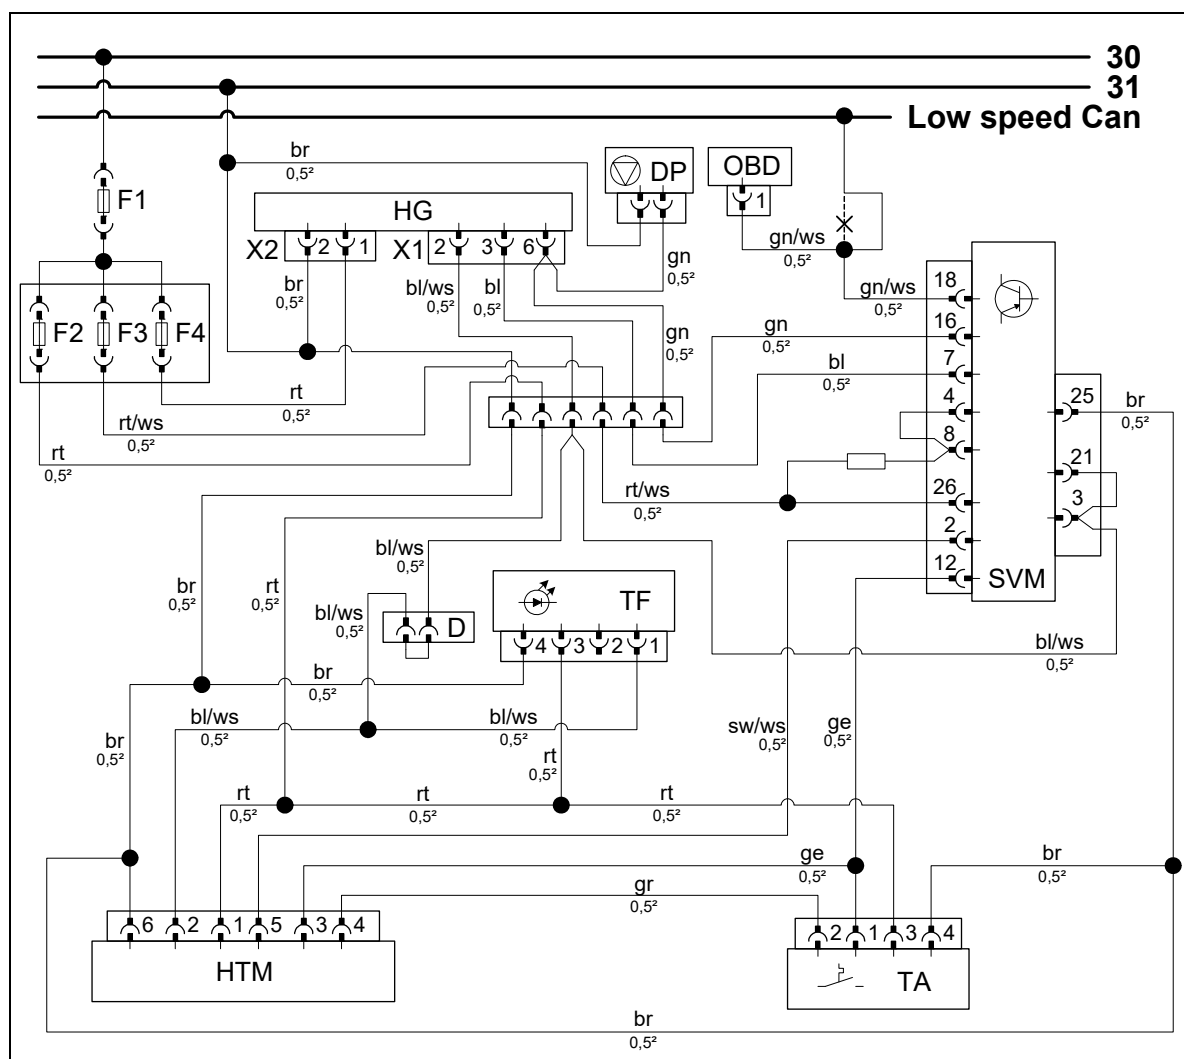 30
31
Low speed Can
br
0,5²
DP
OBD
1
F1
HG
X2 2 1
X1 2 3 6
gn/ws
0,5²
gn
0,5²
br
0,5²
bl/ws
0,5²
bl
0,5²
gn/ws
0,5²
18
F2 F3 F4
gn
0,5²
gn
0,5²
16
bl
0,5²
7
rt
0,5²
4
25
br
0,5²
rt/ws
0,5²
8
rt
0,5²
21
rt/ws
0,5²
26
3
2
bl/ws
0,5²
br
0,5²
rt
0,5²
12
SVM
bl/ws
0,5²
TF
D
4 3 2 1
bl/ws
0,5²
br
0,5²
bl/ws
0,5²
bl/ws
0,5²
sw/ws
0,5²
ge
0,5²
br
0,5²
rt
0,5²
rt
0,5²
rt
0,5²
rt
0,5²
ge
0,5²
br
0,5²
gr
0,5²
6 2 1 5 3 4
2 1 3 4
HTM
TA
br
0,5²